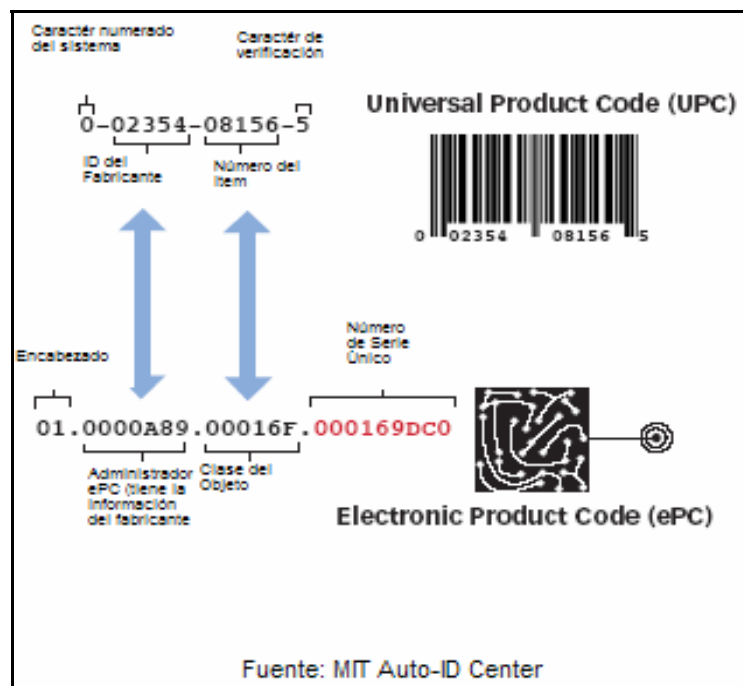 Caractér numerado
del sistema
Caractér de
verificación
0-02354-08156-5
ID del
Fabricante
Número del
Item
Universal Product Code (UPC)
0 02354 08156 5
Encabezado
Número
de Serie
Único
01.0000A89.00016F.000169DC0
Administrador
ePC (tiene la
información
del fabricante
Clase del
Objeto
Electronic Product Code (ePC)
Fuente: MIT Auto-ID Center